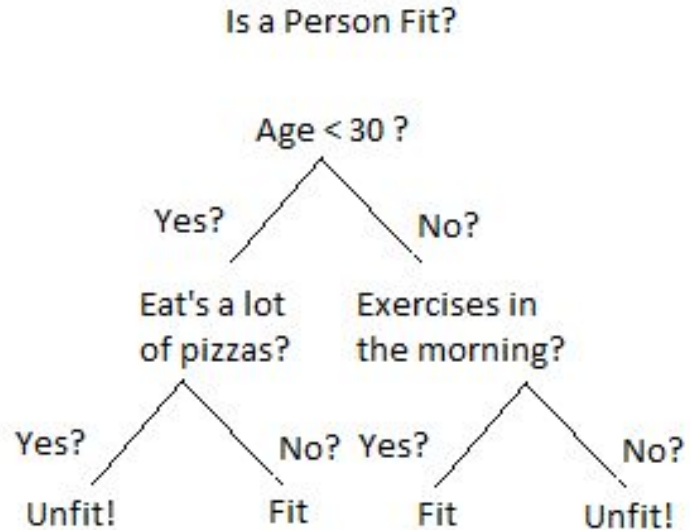 Is a Person Fit?
Age < 30 ?
Yes?
No?
Eat's a lot
of pizzas?
Exercises in
the morning?
Yes?
No?
Yes?
No?
Unfit!
Fit
Fit
Unfit!